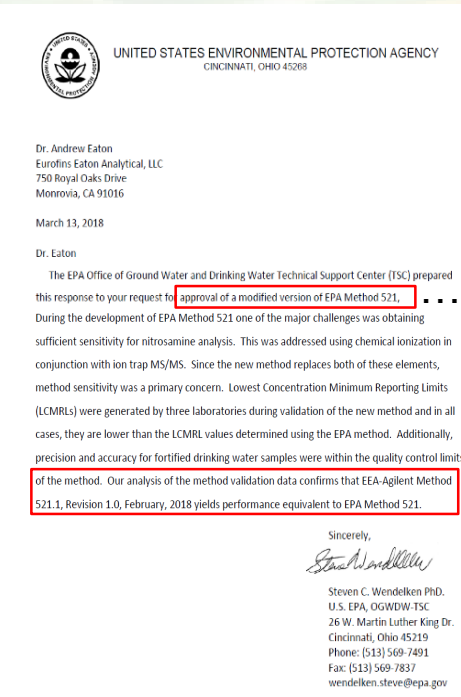 UNITED STATES ENVIRONMENTAL PROTECTION AGENCY
CINCINNATI, OHIO 45268
UNITED STATES
ENVIRONMENTAL PROTECTION
Dr. Andrew Eaton
Eurofins Eaton Analytical, LLC
750 Royal Oaks Drive
Monrovia, CA 91016
March 13, 2018
Dr. Eaton
The EPA Office of Ground Water and Drinking Water Technical Support Center (TSC) prepared
this response to your request for approval of a modified version of EPA Method 521, ...
During the development of EPA Method 521 one of the major challenges was obtaining
sufficient sensitivity for nitrosamine analysis. This was addressed using chemical ionization in
conjunction with ion trap MS/MS. Since the new method replaces both of these elements,
method sensitivity was a primary concern. Lowest Concentration Minimum Reporting Limits
(LCMRLs) were generated by three laboratories during validation of the new method and in all
cases, they are lower than the LCMRL values determined using the EPA method. Additionally,
precision and accuracy for fortified drinking water samples were within the quality control limits
of the method. Our analysis of the method validation data confirms that EEA-Agilent Method
521.1, Revision 1.0, February, 2018 yields performance equivalent to EPA Method 521.
Sincerely,
Steve Wendelken
Steven C. Wendelken PhD.
U.S. EPA, OGWDW-TSC
26 W. Martin Luther King Dr.
Cincinnati, Ohio 45219
Phone: (513) 569-7491
Fax: (513) 569-7837
wendelken.steve@epa.gov